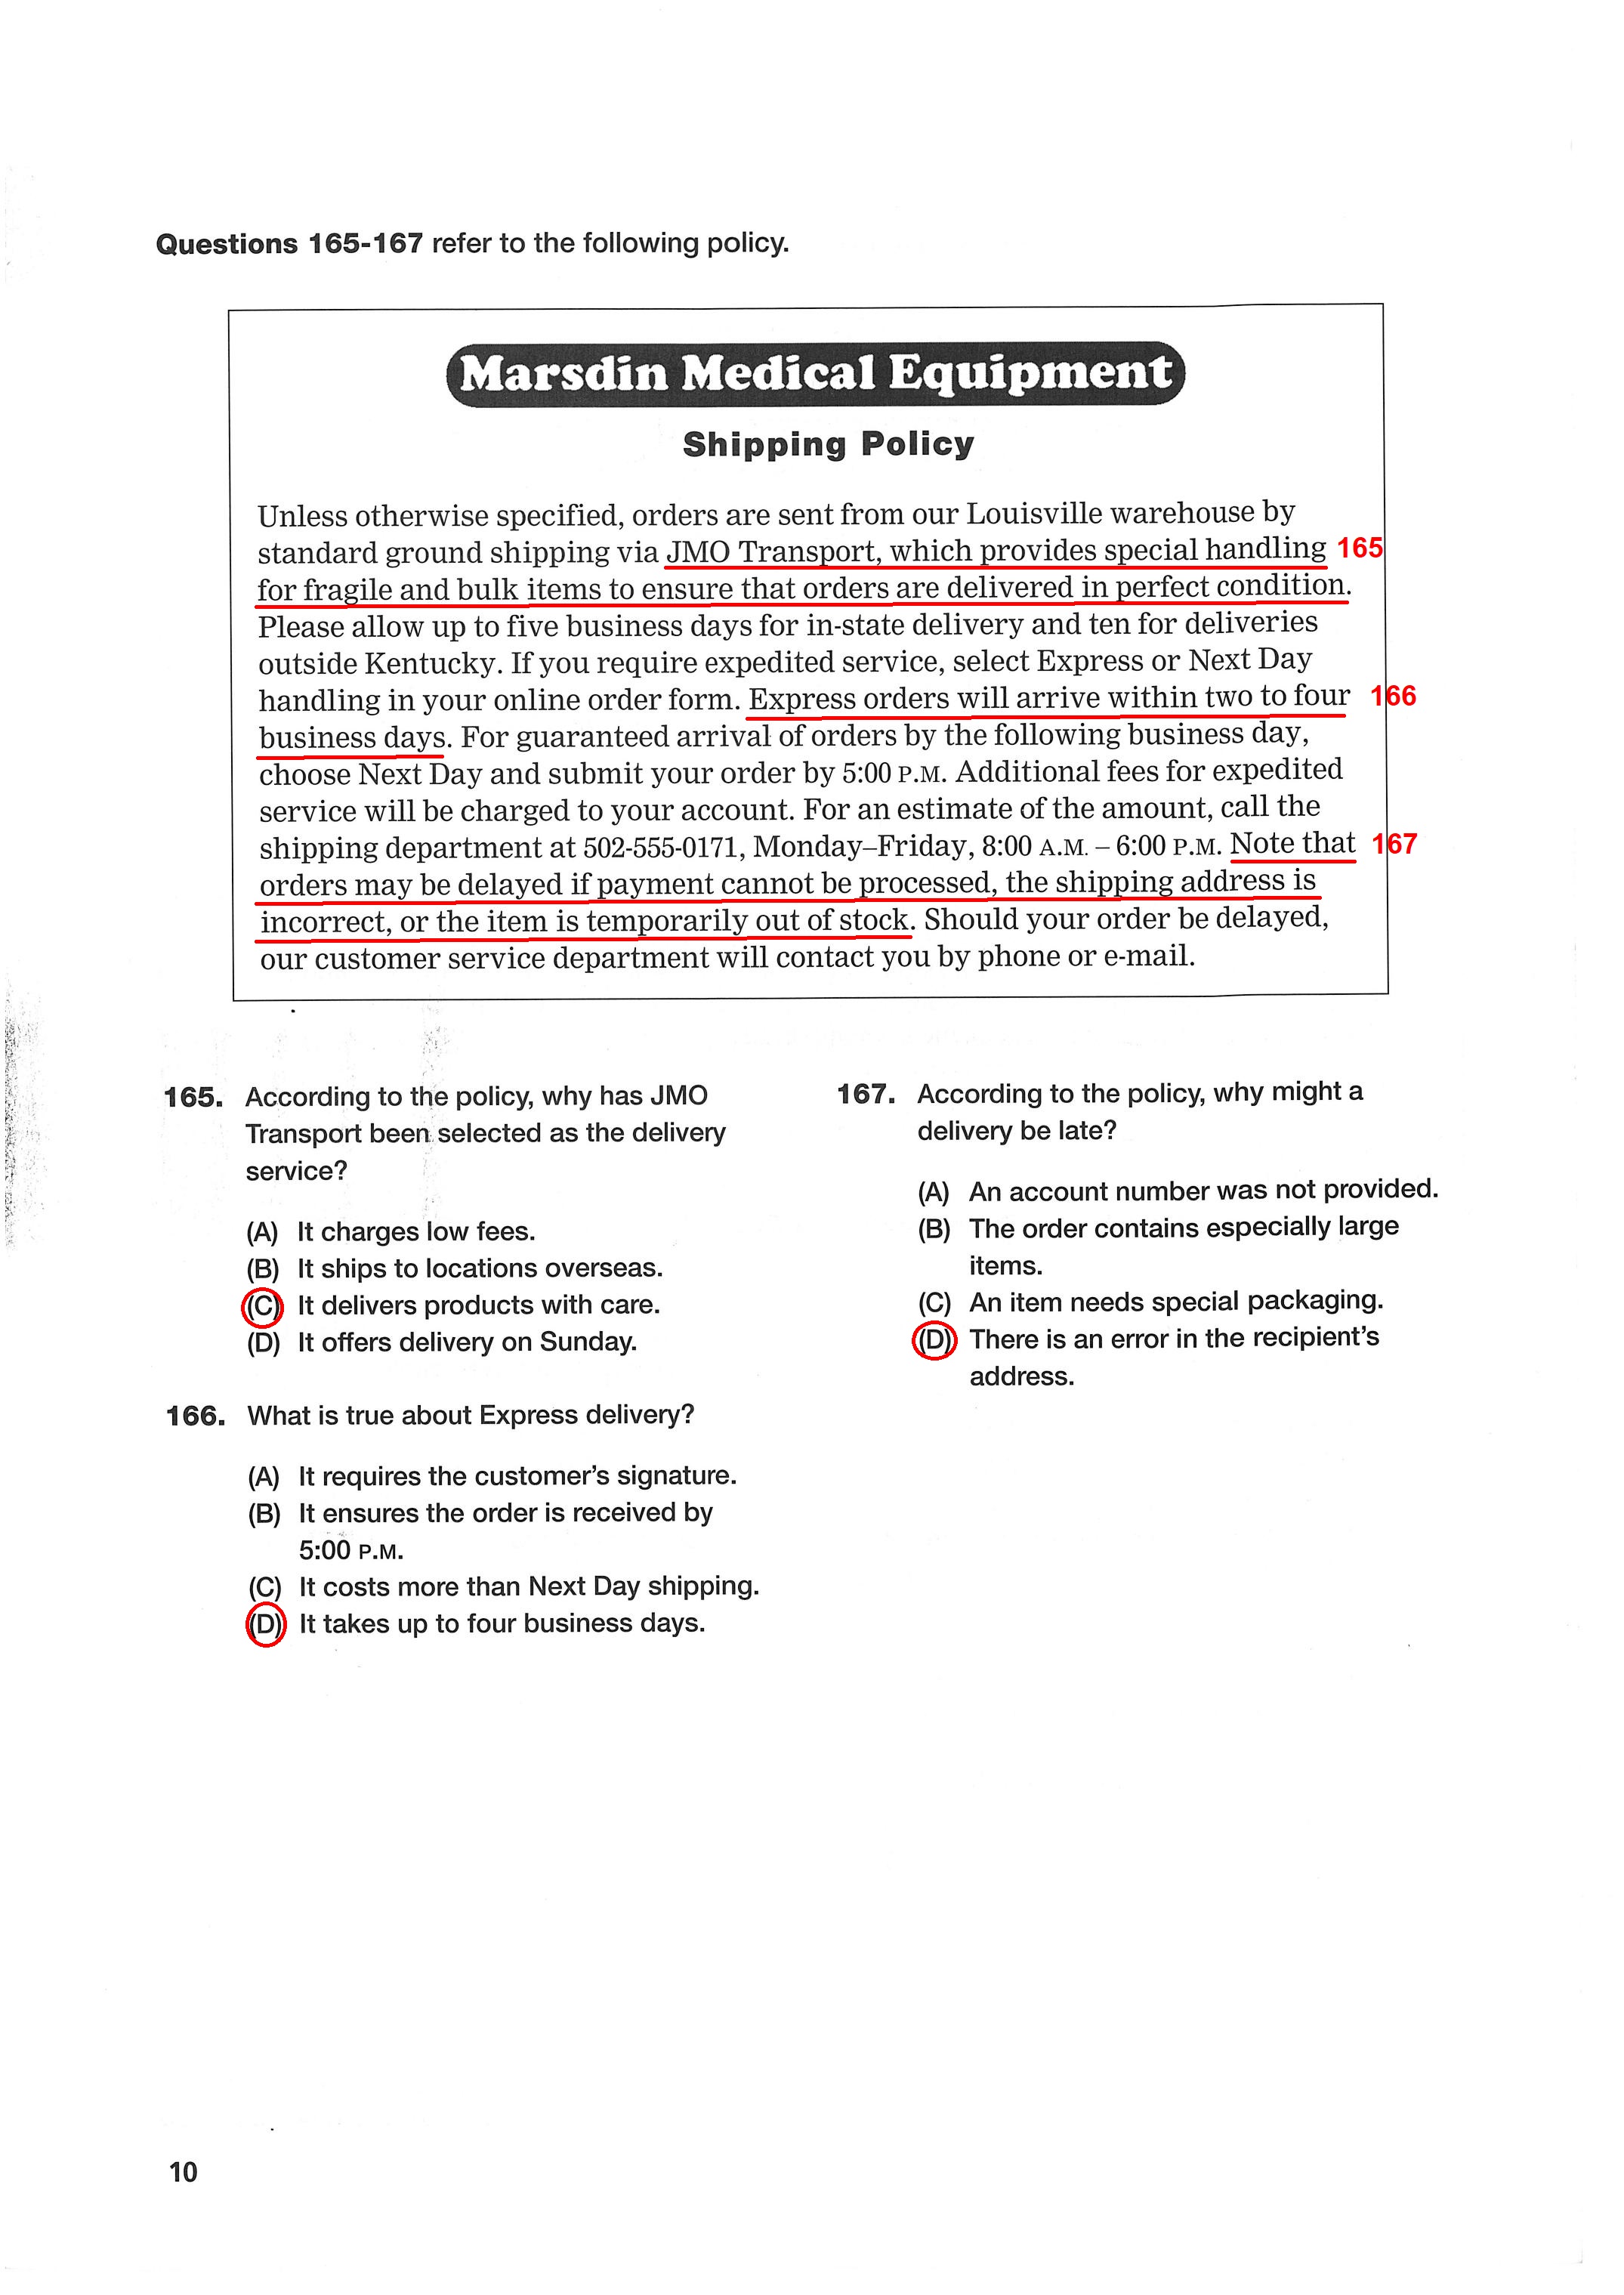 Questions 165-167 refer to the following policy.
Marsdin Medical Equipment
Shipping Policy
Unless otherwise specified, orders are sent from our Louisville warehouse by
standard ground shipping via JMO Transport, which provides special handling 165
for fragile and bulk items to ensure that orders are delivered in perfect condition.
Please allow up to five business days for in-state delivery and ten for deliveries
outside Kentucky. If you require expedited service, select Express or Next Day
handling in your online order form. Express orders will arrive within two to four 166
business days. For guaranteed arrival of orders by the following business day,
choose Next Day and submit your order by 5:00 P.M. Additional fees for expedited
service will be charged to your account. For an estimate of the amount, call the
shipping department at 502-555-0171, Monday–Friday, 8:00 A.M. – 6:00 P.M. Note that 167
orders may be delayed if payment cannot be processed, the shipping address is
incorrect, or the item is temporarily out of stock. Should your order be delayed,
our customer service department will contact you by phone or e-mail.
165. According to the policy, why has JMO
Transport been selected as the delivery
service?
(A) It charges low fees.
(B) It ships to locations overseas.
(C) It delivers products with care.
(D) It offers delivery on Sunday.
166. What is true about Express delivery?
(A) It requires the customer's signature.
(B) It ensures the order is received by
5:00 P.M.
(C) It costs more than Next Day shipping.
(D) It takes up to four business days.
167. According to the policy, why might a
delivery be late?
(A) An account number was not provided.
(B) The order contains especially large
items.
(C) An item needs special packaging.
(D) There is an error in the recipient's
address.
10